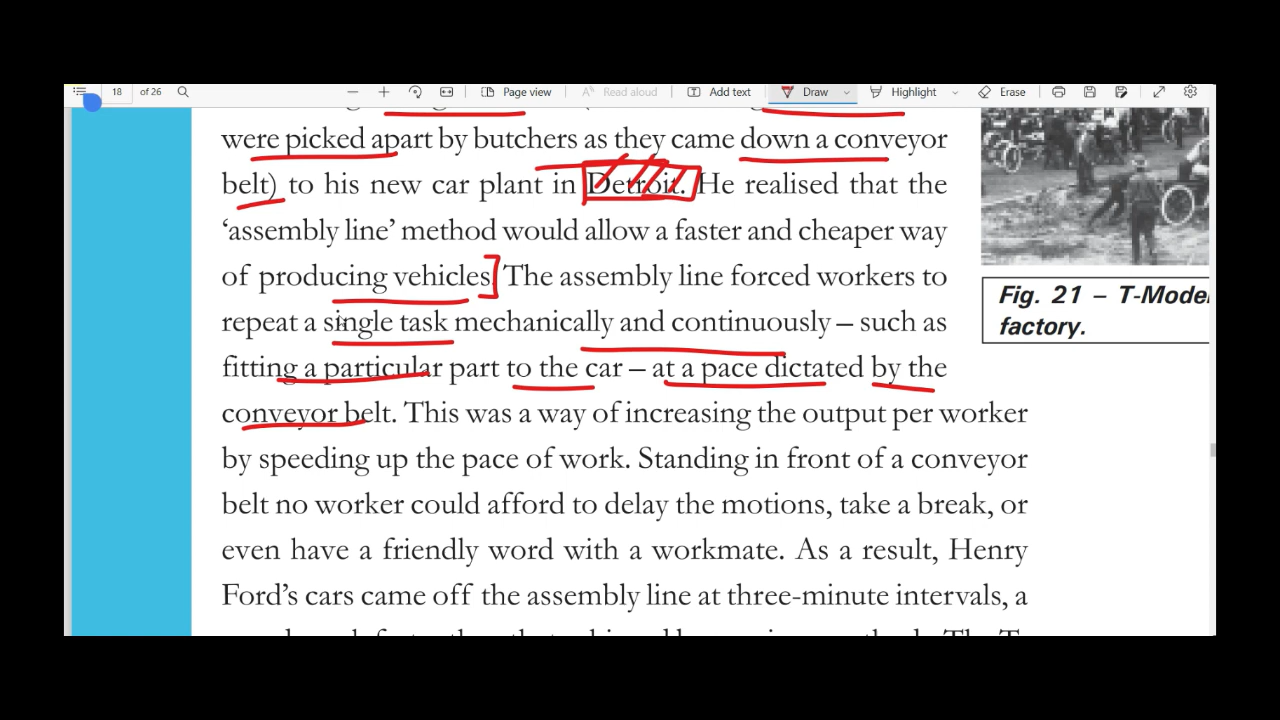 18 of 26 Page view Read aloud Add text Draw Highlight Erase
were picked apart by butchers as they came down a conveyor
belt) to his new car plant in Detroit. He realised that the
‘assembly line’ method would allow a faster and cheaper way
of producing vehicles. The assembly line forced workers to
repeat a single task mechanically and continuously – such as
fitting a particular part to the car – at a pace dictated by the
conveyor belt. This was a way of increasing the output per worker
by speeding up the pace of work. Standing in front of a conveyor
belt no worker could afford to delay the motions, take a break, or
even have a friendly word with a workmate. As a result, Henry
Ford’s cars came off the assembly line at three-minute intervals, a
Fig. 21 – T-Model
factory.